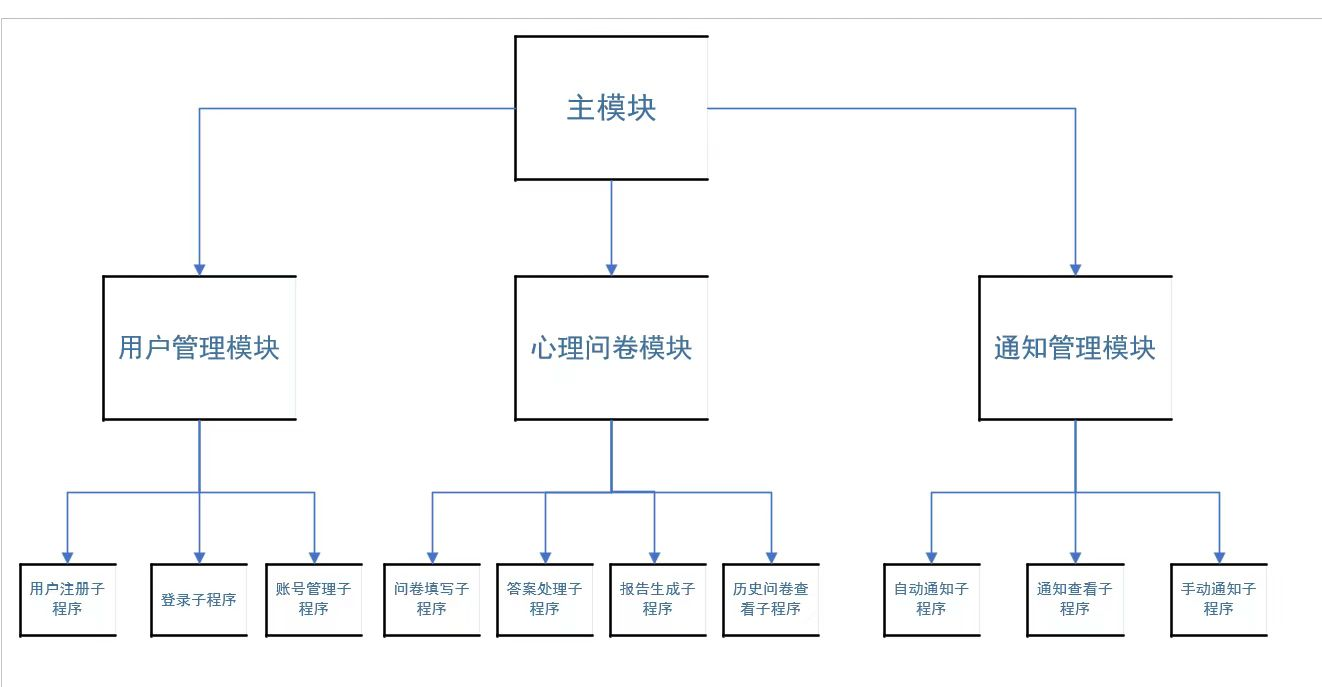 主模块
用户管理模块
心理问卷模块
通知管理模块
用户注册子
程序
登录子程序
账号管理子
程序
问卷填写子
程序
答案处理子
程序
报告生成子
程序
历史问卷查
看子程序
自动通知子
程序
通知查看子
程序
手动通知子
程序